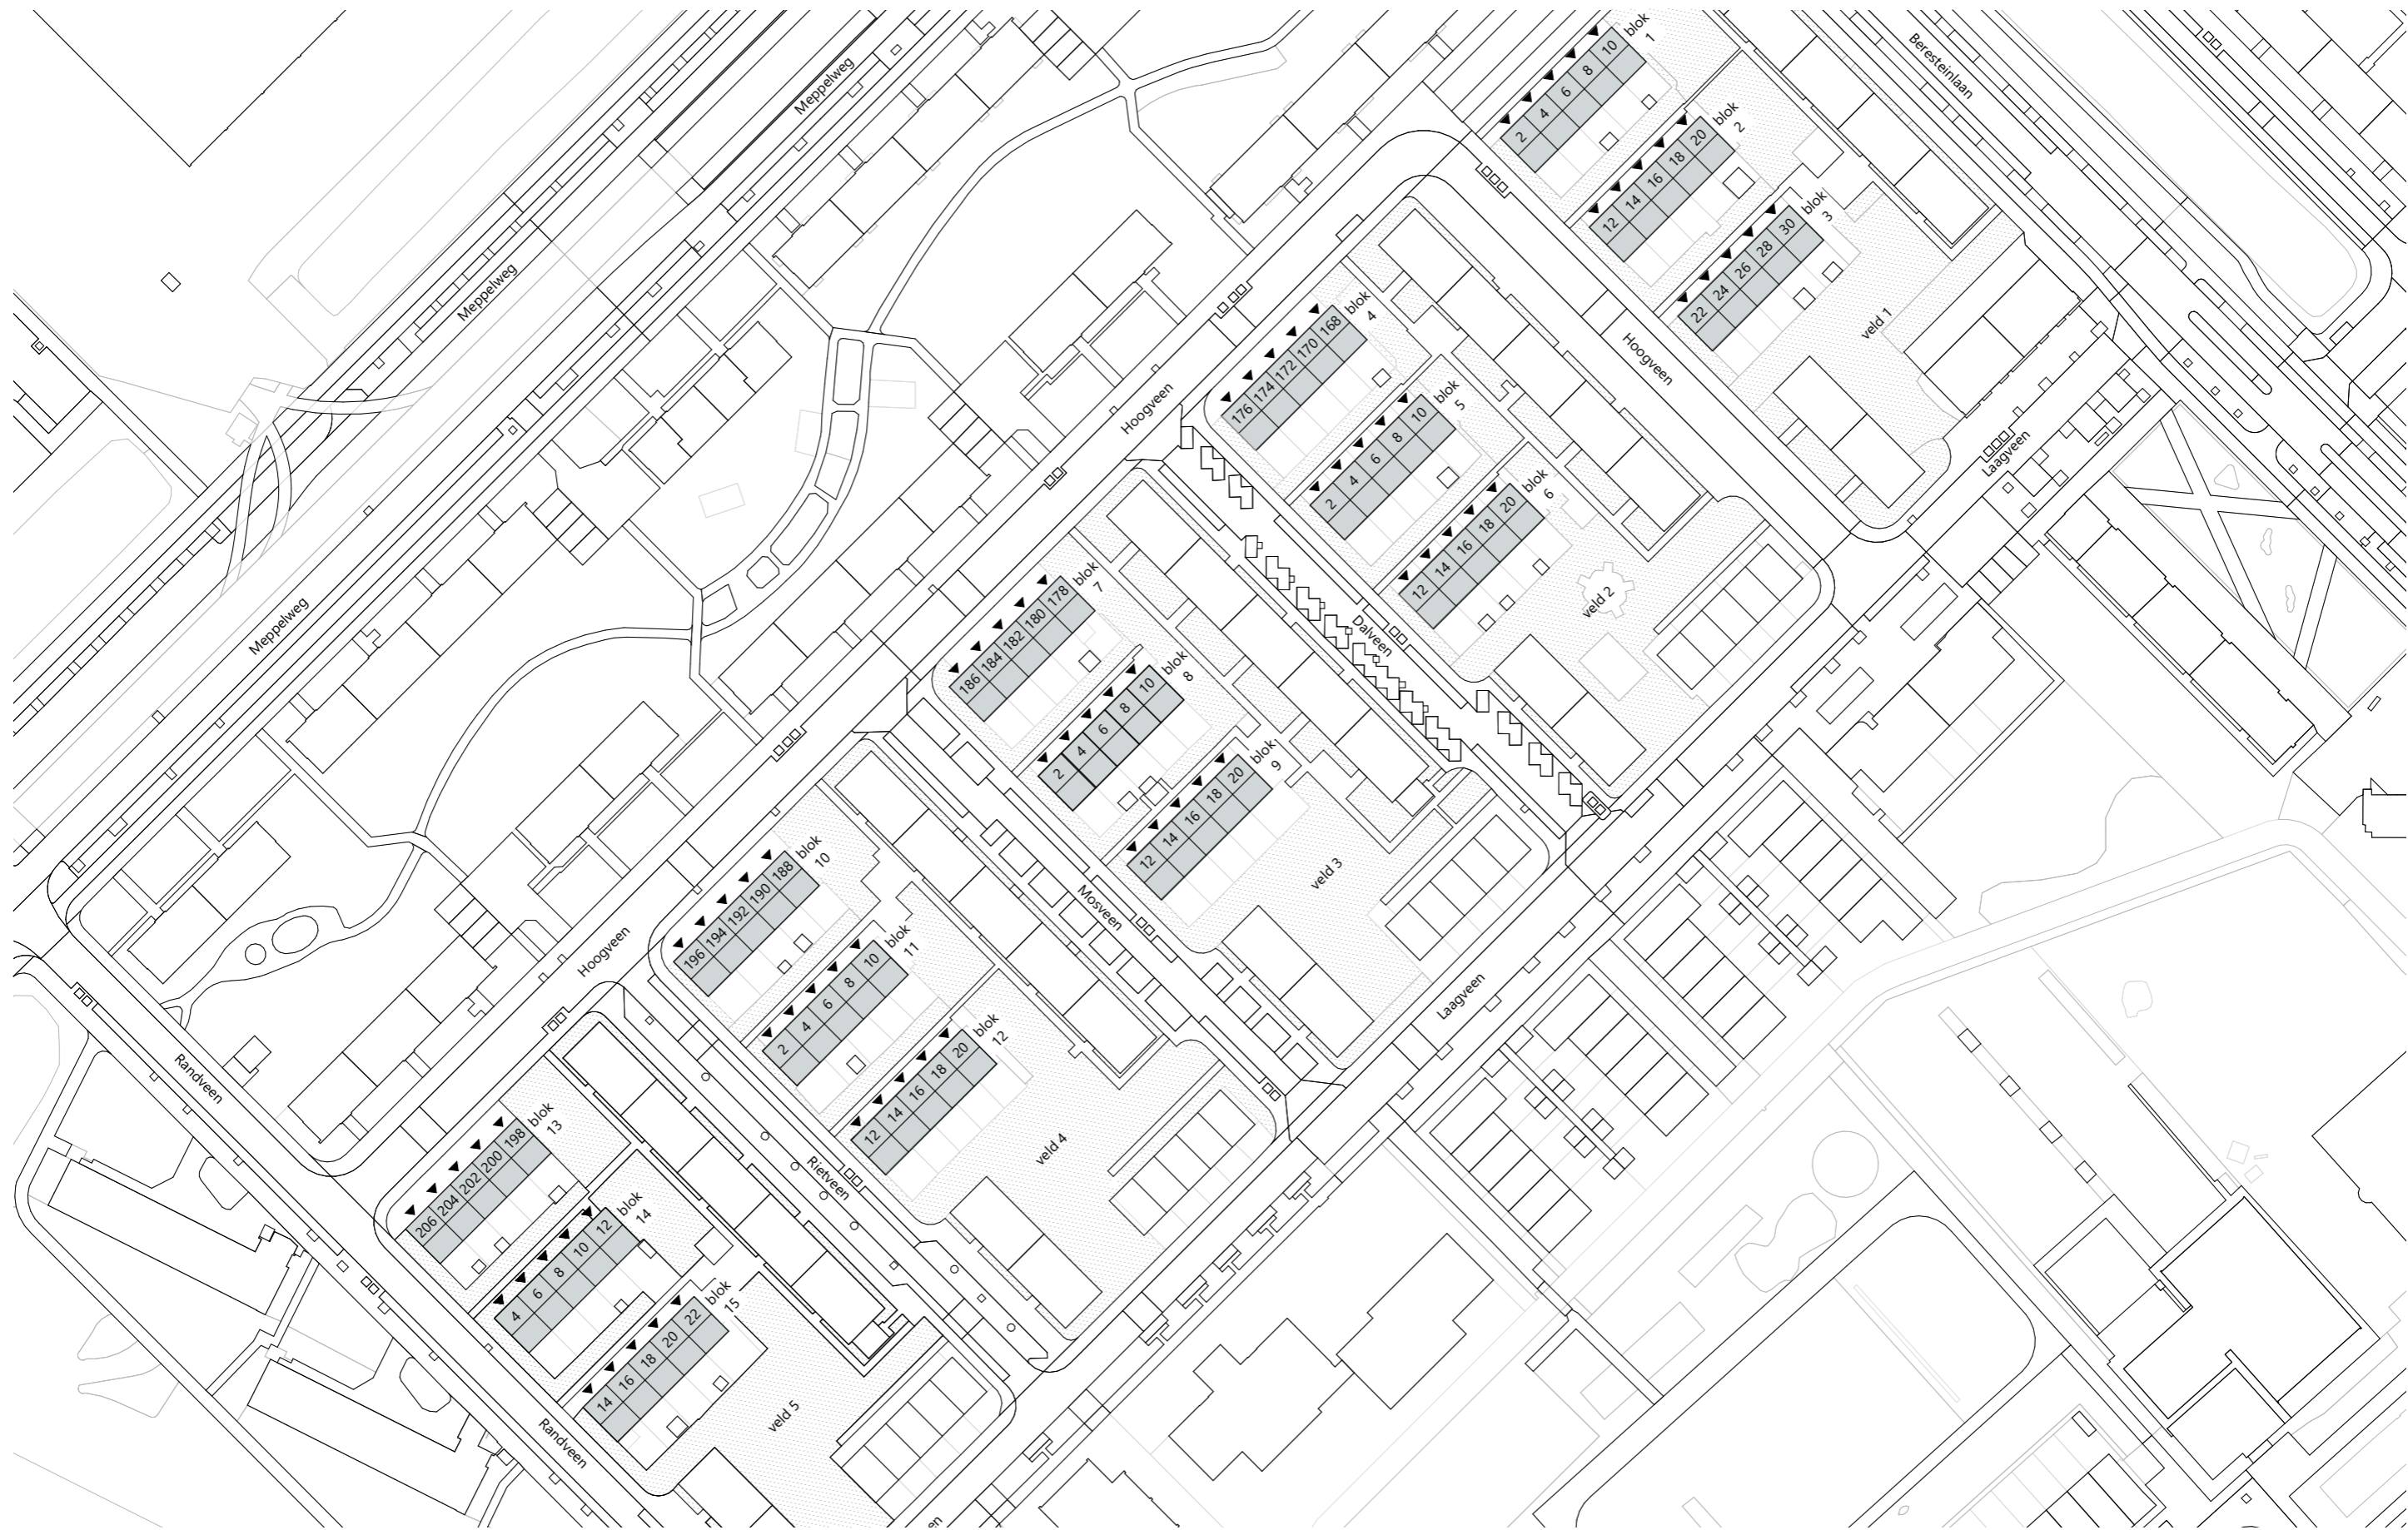 Meppelweg
Meppelweg
Meppelweg
Beresteinlaan
blok
1
10
8
6
4
2
blok
2
20
18
16
14
12
blok
3
30
28
26
24
22
veld 1
Hoogveen
Laagveen
blok
4
168
170
172
174
176
blok
5
10
8
6
4
2
blok
6
20
18
16
14
12
veld 2
Hoogveen
Dalveen
blok
7
178
180
182
184
186
blok
8
10
8
6
4
2
blok
9
20
18
16
14
12
veld 3
Mosveen
Laagveen
blok
10
188
190
192
194
196
blok
11
10
8
6
4
2
blok
12
20
18
16
14
12
veld 4
Hoogveen
Rietveen
blok
13
198
200
202
204
206
blok
14
12
10
8
6
4
blok
15
22
20
18
16
14
veld 5
Randveen
Randveen
en